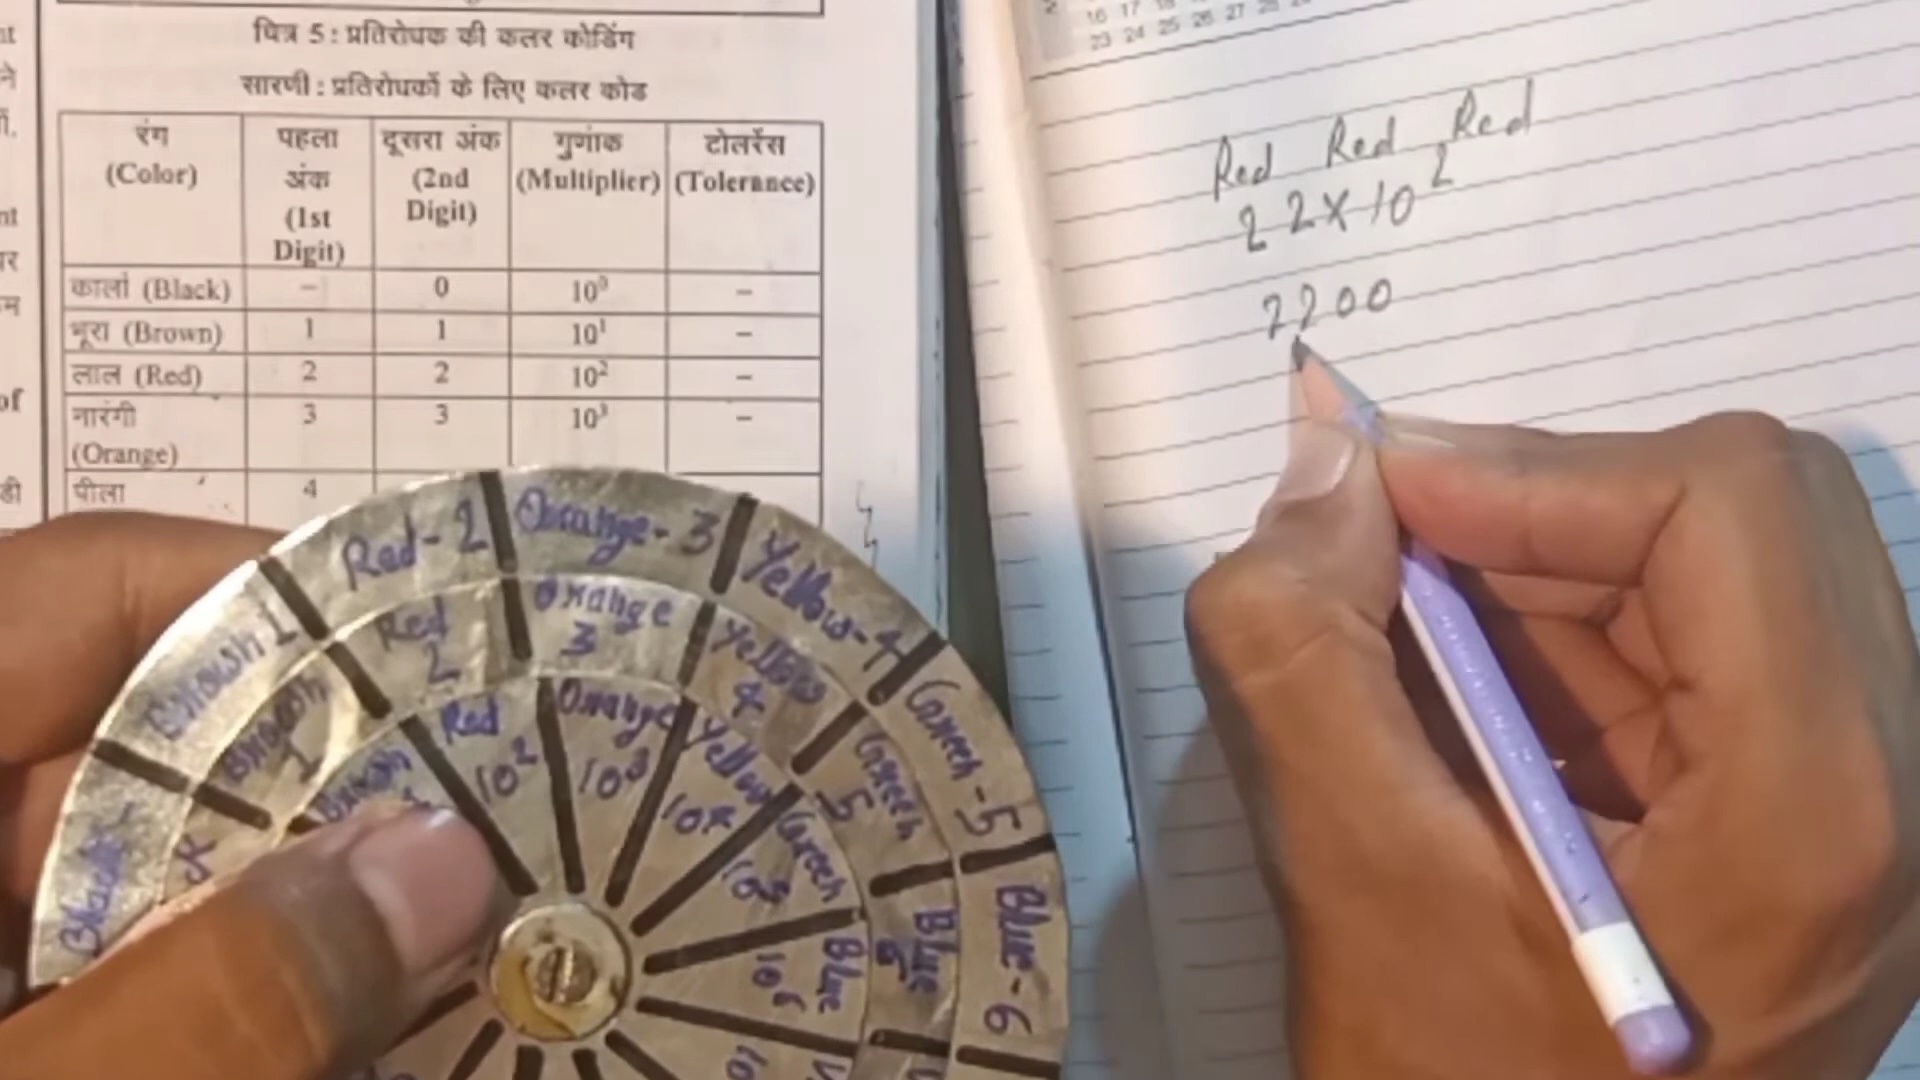 चित्र 5: प्रतिरोधक की कलर कोडिंग
सारणी: प्रतिरोधकों के लिए कलर कोड
रंग (Color) पहला अंक (1st Digit) दूसरा अंक (2nd Digit) गुणांक (Multiplier) टोलरेंस (Tolerance)
काला (Black) – 0 10⁰ –
भूरा (Brown) 1 1 10¹ –
लाल (Red) 2 2 10² –
नारंगी (Orange) 3 3 10³ –
पीला 4
16 17 18
23 24 25 26 27 28
Red Red Red
22×10²
2200
Black-
Brown 1
Red-2
Orange-3
Yellow-4
Green-5
Blue-6
Brown 1
Red 2
Orange 3
Yellow 4
Green 5
Blue 6
Brown
Red 10²
Orange 10³
Yellow 10⁴
Green 10⁵
Blue 10⁶